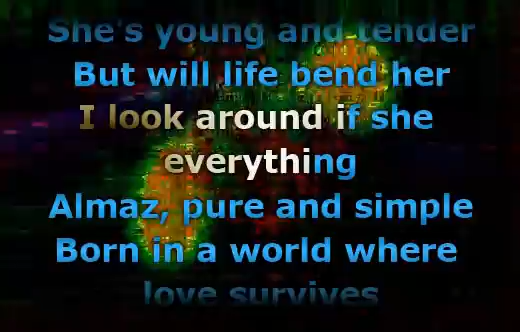 She's young and tender
But will life bend her
I look around if she
everything
Almaz, pure and simple
Born in a world where
love survives